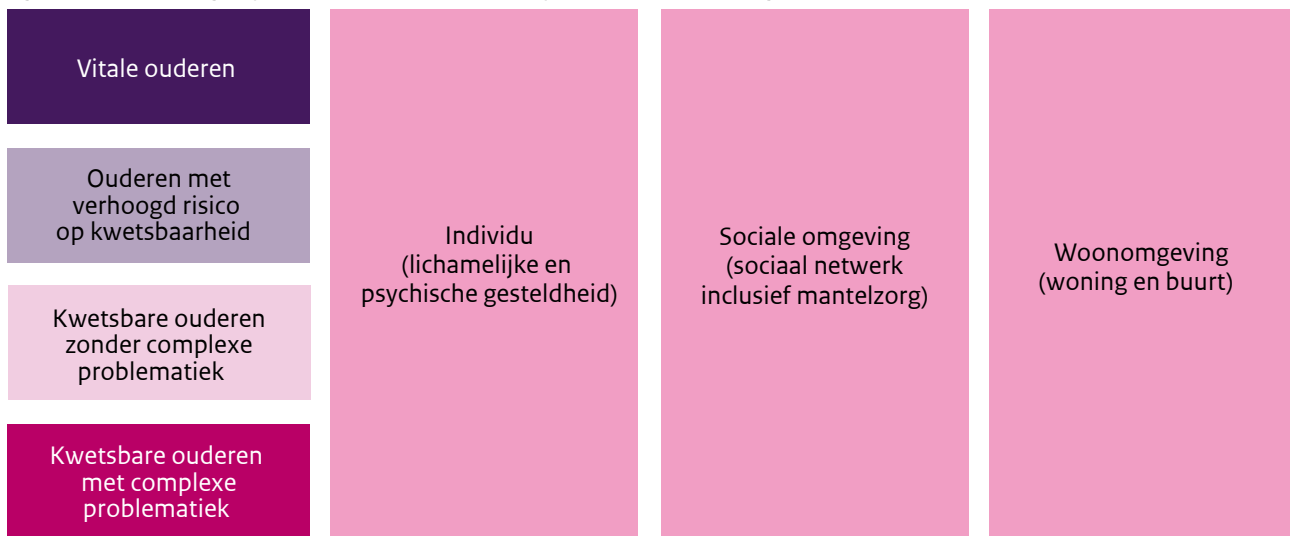 Vitale ouderen
Ouderen met
verhoogd risico
op kwetsbaarheid
Kwetsbare ouderen
zonder complexe
problematiek
Kwetsbare ouderen
met complexe
problematiek
Individu
(lichamelijke en
psychische gesteldheid)
Sociale omgeving
(sociaal netwerk
inclusief mantelzorg)
Woonomgeving
(woning en buurt)